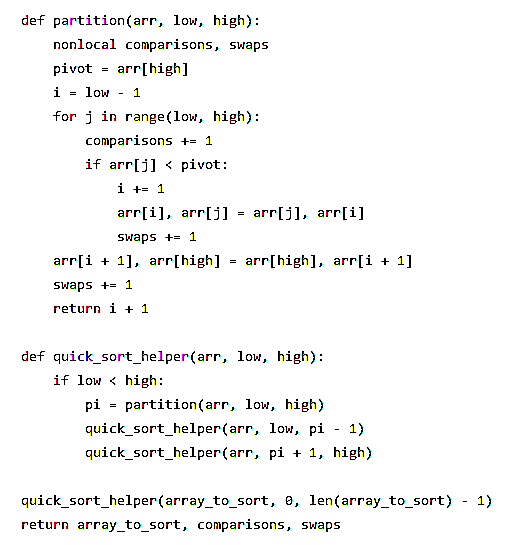 def partition(arr, low, high):
    nonlocal comparisons, swaps
    pivot = arr[high]
    i = low - 1
    for j in range(low, high):
        comparisons += 1
        if arr[j] < pivot:
            i += 1
            arr[i], arr[j] = arr[j], arr[i]
            swaps += 1
    arr[i + 1], arr[high] = arr[high], arr[i + 1]
    swaps += 1
    return i + 1

def quick_sort_helper(arr, low, high):
    if low < high:
        pi = partition(arr, low, high)
        quick_sort_helper(arr, low, pi - 1)
        quick_sort_helper(arr, pi + 1, high)

quick_sort_helper(array_to_sort, 0, len(array_to_sort) - 1)
return array_to_sort, comparisons, swaps